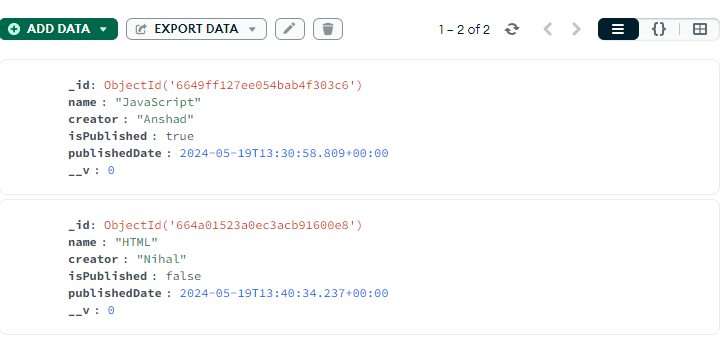 ADD DATA EXPORT DATA 1 – 2 of 2 {}
_id: ObjectId('6649ff127ee054bab4f303c6')
name : "JavaScript"
creator : "Anshad"
isPublished : true
publishedDate : 2024-05-19T13:30:58.809+00:00
__v : 0
_id: ObjectId('664a01523a0ec3acb91600e8')
name : "HTML"
creator : "Nihal"
isPublished : false
publishedDate : 2024-05-19T13:40:34.237+00:00
__v : 0